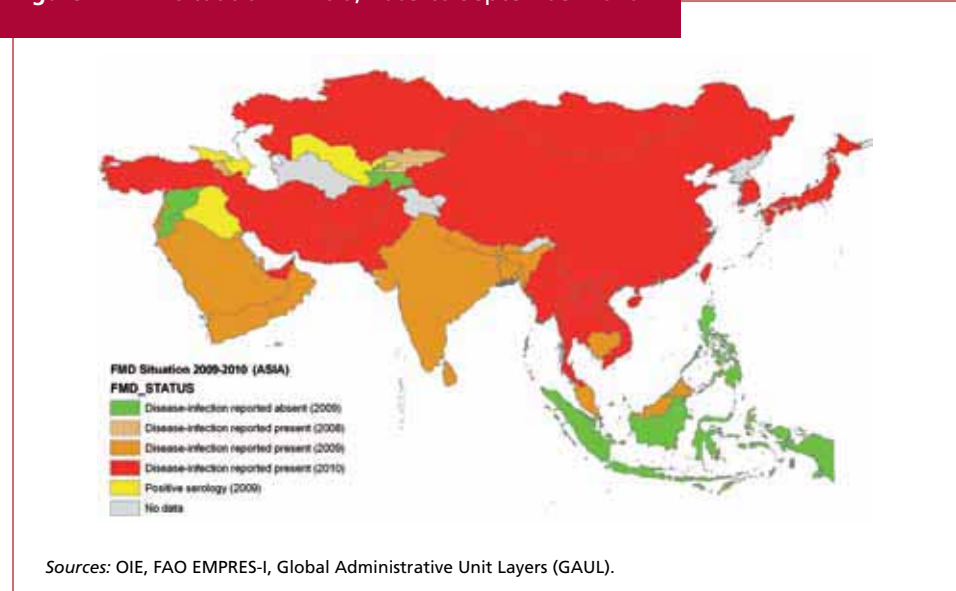 FMD Situation 2009-2010 (ASIA)
FMD_STATUS
Disease-infection reported absent (2009)
Disease-infection reported present (2008)
Disease-infection reported present (2009)
Disease-infection reported present (2010)
Positive serology (2009)
No data
Sources: OIE, FAO EMPRES-I, Global Administrative Unit Layers (GAUL).